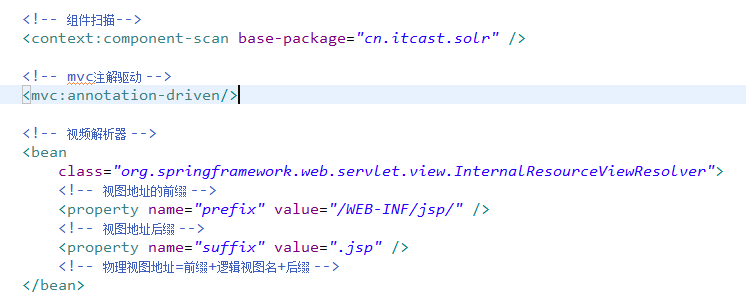 <!-- 组件扫描-->
<context:component-scan base-package="cn.itcast.solr" />
<!-- mvc注解驱动 -->
<mvc:annotation-driven/>
<!-- 视频解析器 -->
<bean
class="org.springframework.web.servlet.view.InternalResourceViewResolver">
<!-- 视图地址的前缀 -->
<property name="prefix" value="/WEB-INF/jsp/" />
<!-- 视图地址后缀 -->
<property name="suffix" value=".jsp" />
<!-- 物理视图地址=前缀+逻辑视图名+后缀 -->
</bean>